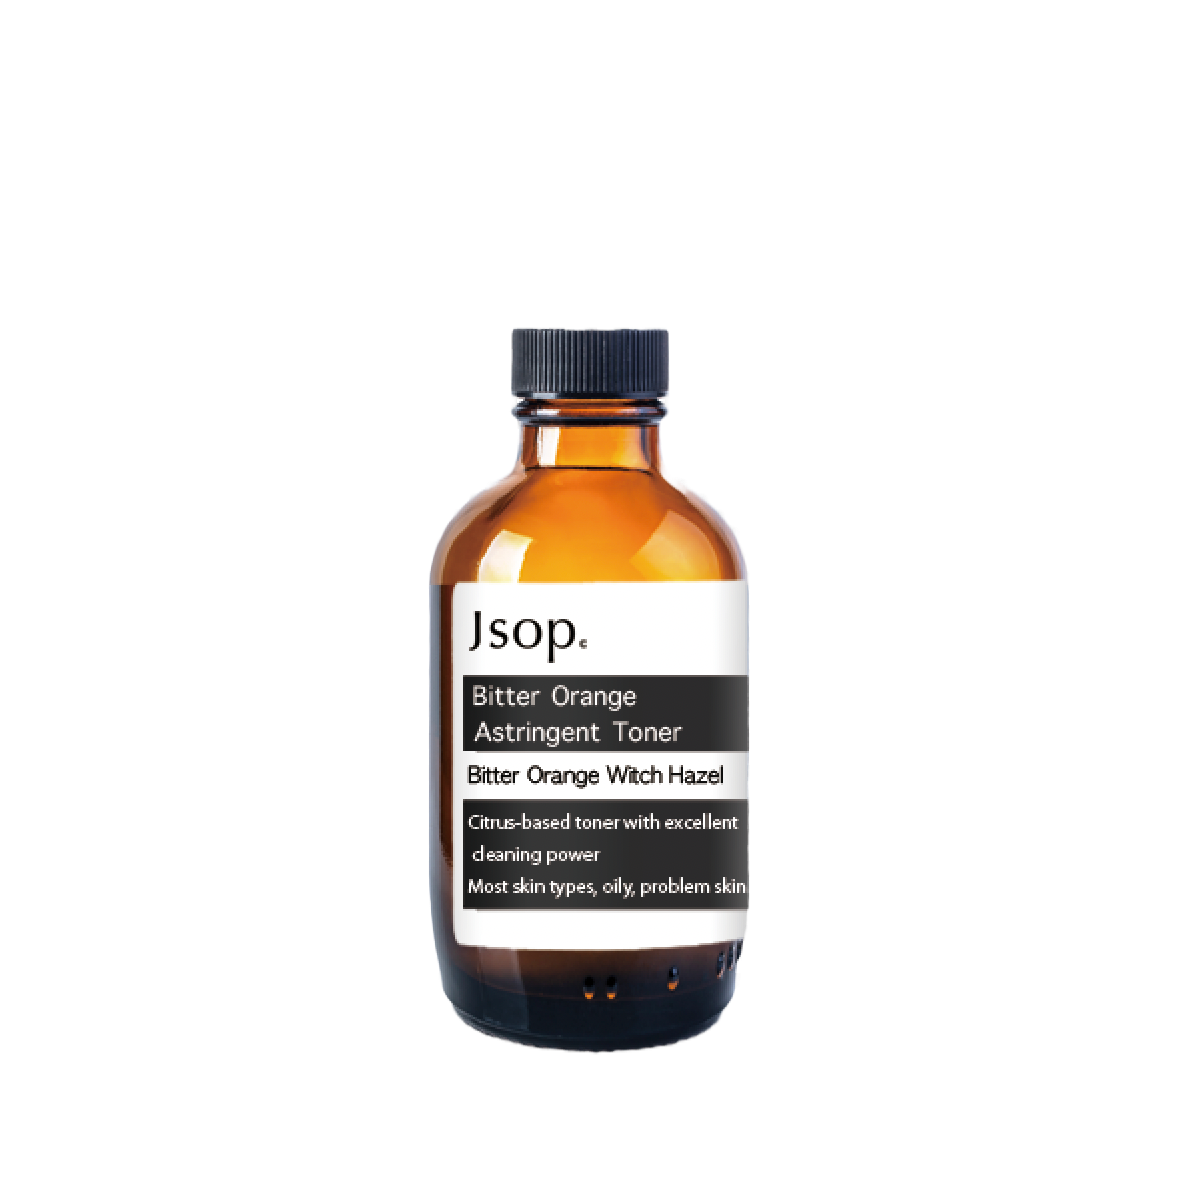 Jsop.
Bitter Orange
Astringent Toner
Bitter Orange Witch Hazel
Citrus-based toner with excellent
cleaning power
Most skin types, oily, problem skin.